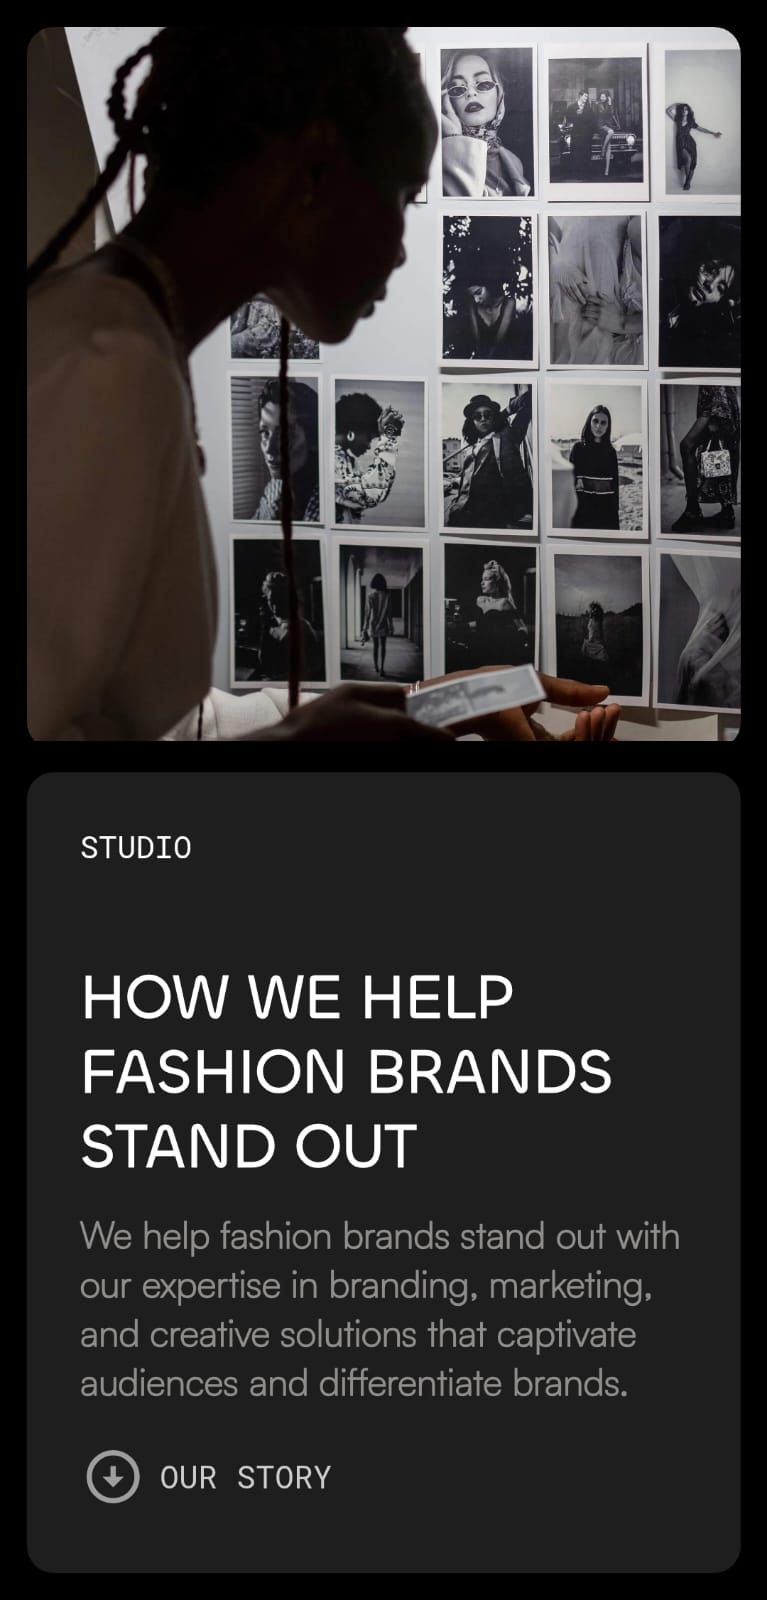 STUDIO
HOW WE HELP
FASHION BRANDS
STAND OUT
We help fashion brands stand out with
our expertise in branding, marketing,
and creative solutions that captivate
audiences and differentiate brands.
OUR STORY